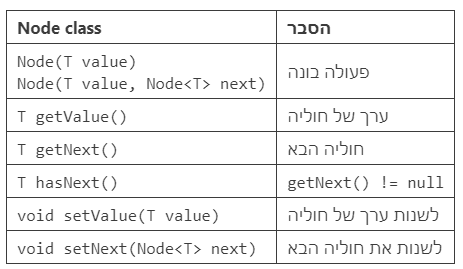 Node class הסבר
Node(T value)
Node(T value, Node<T> next)
פעולה בונה
T getValue() ערך של חוליה
T getNext() חוליה הבא
T hasNext() getNext() != null
void setValue(T value) לשנות ערך של חוליה
void setNext(Node<T> next) לשנות את חוליה הבא